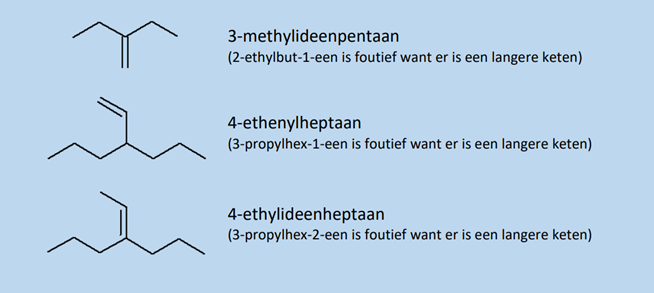 3-methylideenpentaan
(2-ethylbut-1-een is foutief want er is een langere keten)
4-ethenylheptaan
(3-propylhex-1-een is foutief want er is een langere keten)
4-ethylideenheptaan
(3-propylhex-2-een is foutief want er is een langere keten)